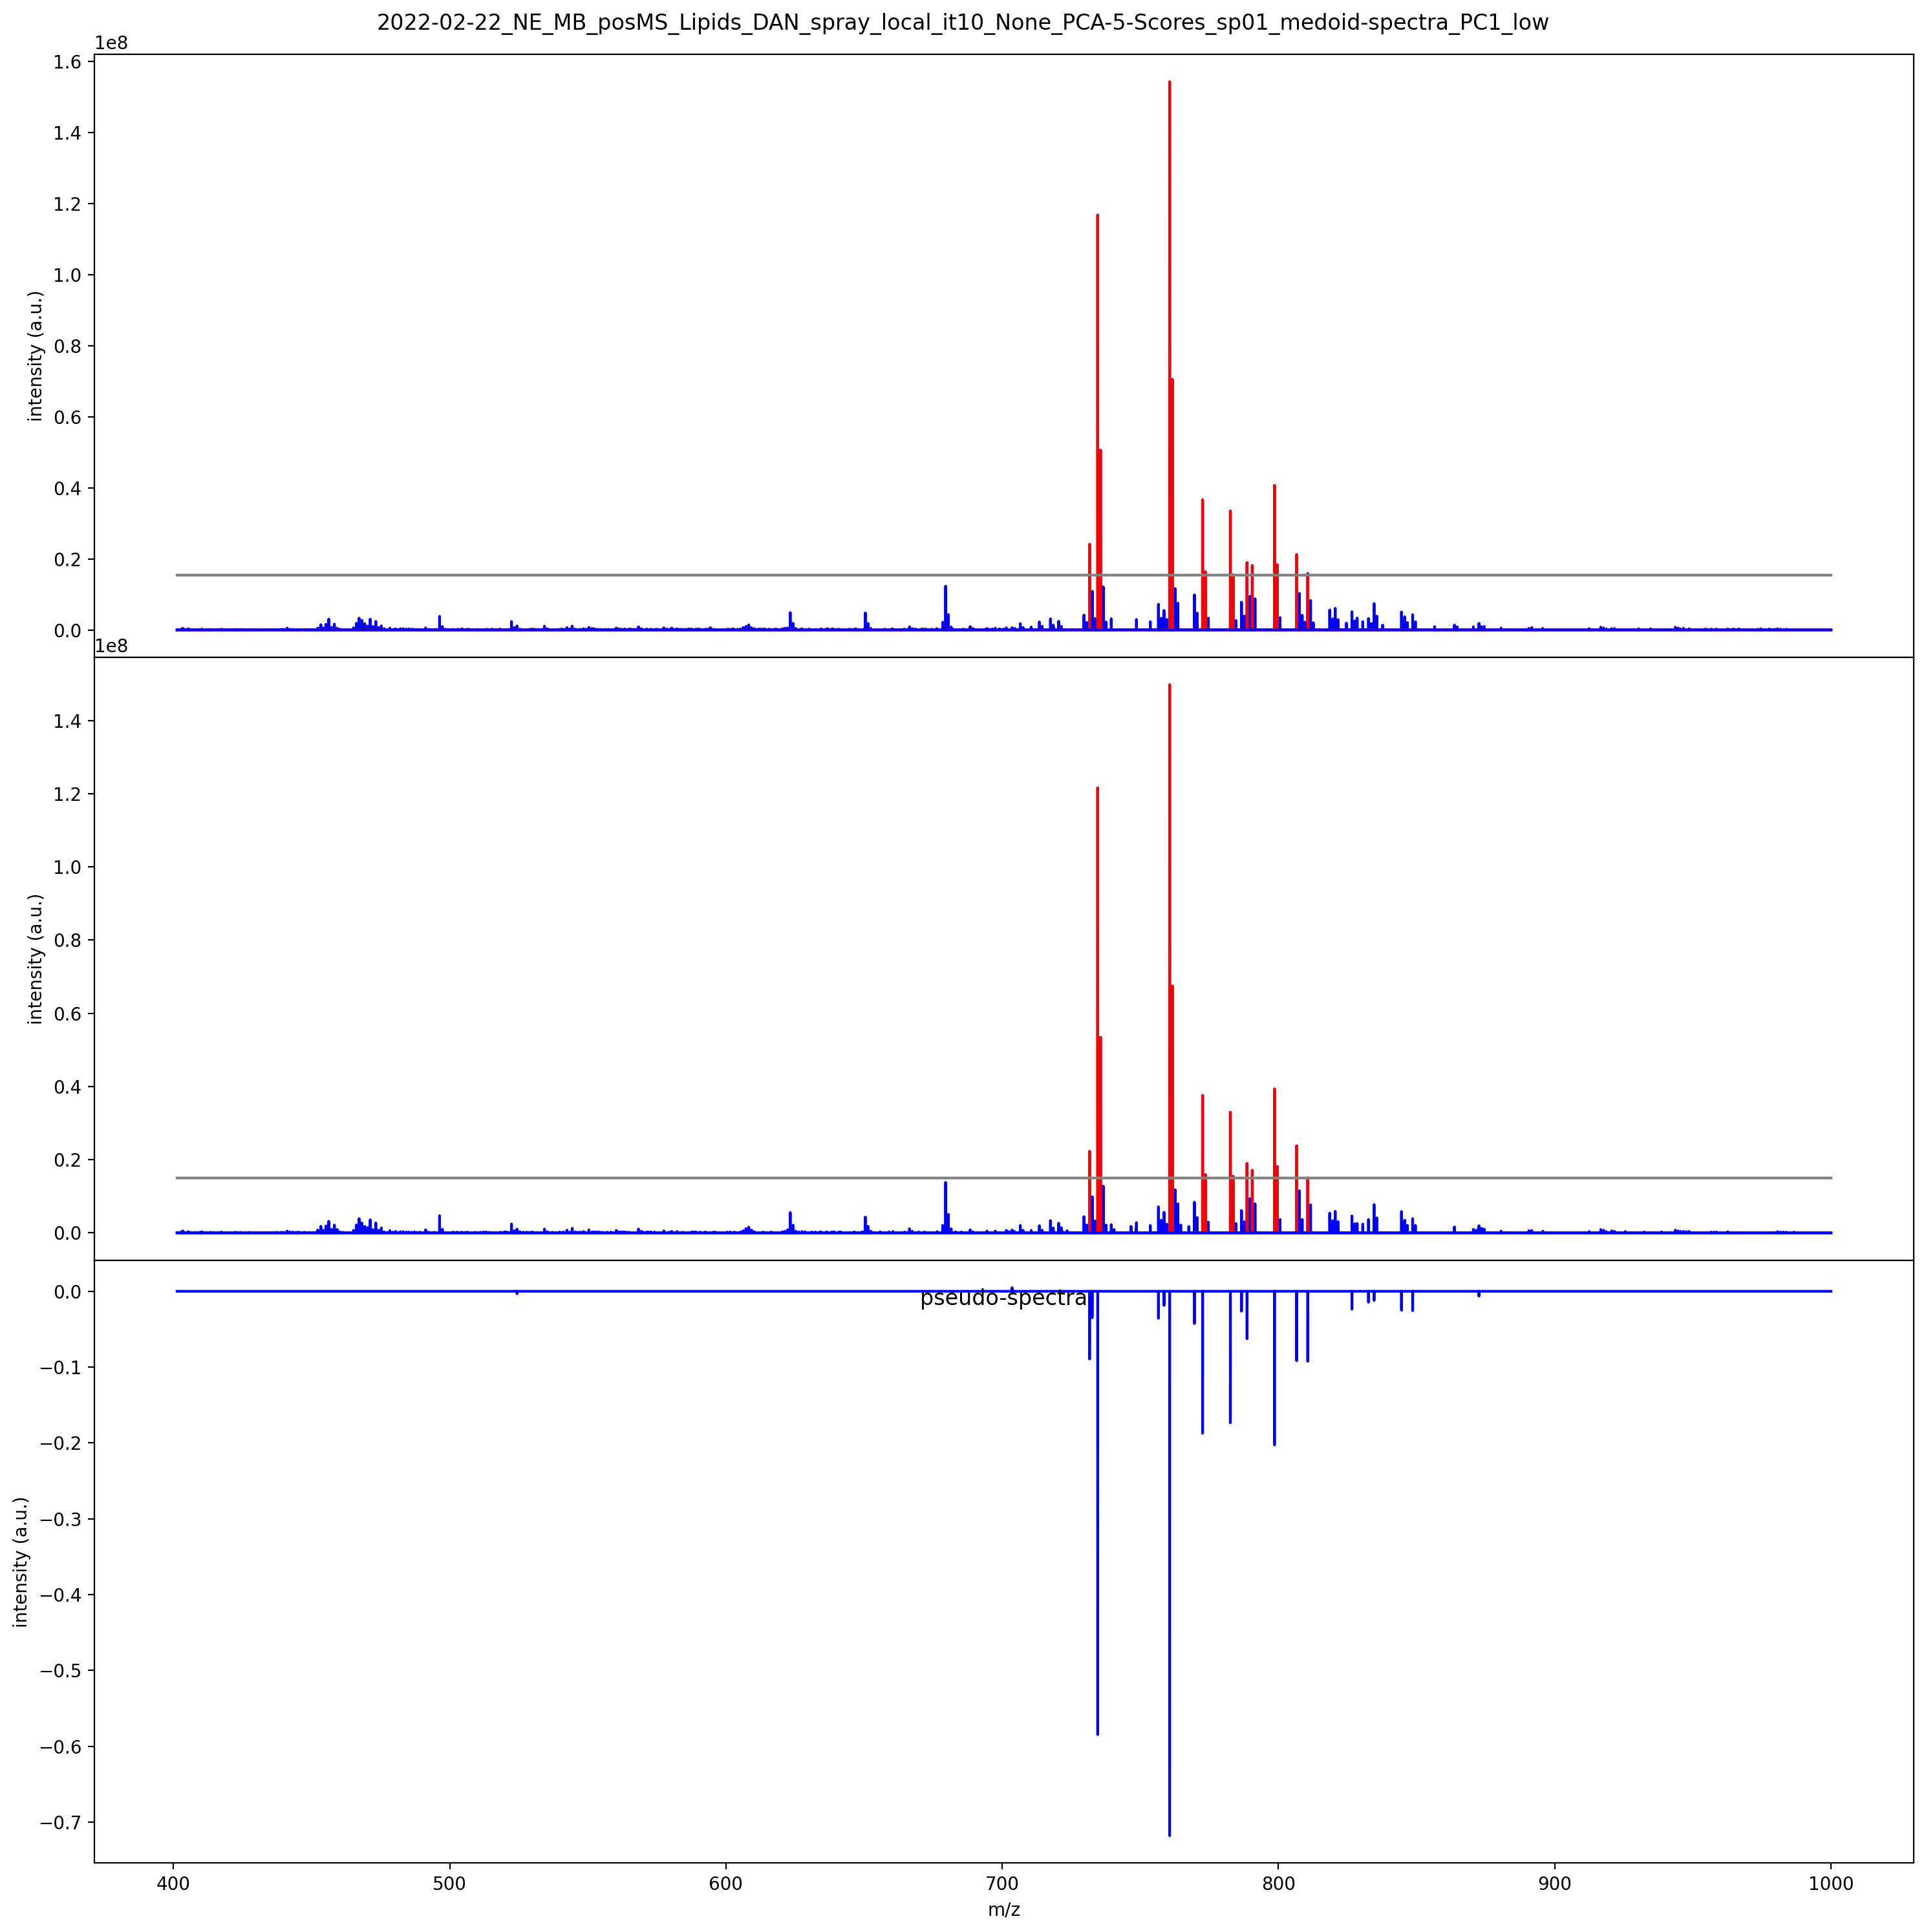 2022-02-22_NE_MB_posMS_Lipids_DAN_spray_local_it10_None_PCA-5-Scores_sp01_medoid-spectra_PC1_low
1e8
1.6
1.4
1.2
1.0
0.8
0.6
0.4
0.2
0.0
intensity (a.u.)
1e8
1.4
1.2
1.0
0.8
0.6
0.4
0.2
0.0
intensity (a.u.)
pseudo-spectra
0.0
−0.1
−0.2
−0.3
−0.4
−0.5
−0.6
−0.7
intensity (a.u.)
400 500 600 700 800 900 1000
m/z